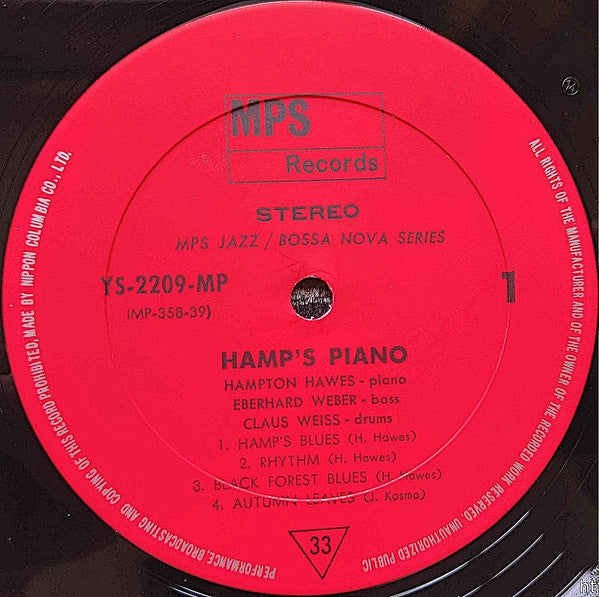 MPS
Records
STEREO
MPS JAZZ / BOSSA NOVA SERIES
YS-2209-MP
(MP-358-39)
1
HAMP'S PIANO
HAMPTON HAWES - piano
EBERHARD WEBER - bass
CLAUS WEISS - drums
1. HAMP'S BLUES (H. Hawes)
2. RHYTHM (H. Hawes)
3. BLACK FOREST BLUES (H. Hawes)
4. AUTUMN LEAVES (J. Kosma)
33
PERFORMANCE, BROADCASTING AND COPYING OF THIS RECORD PROHIBITED, MADE BY NIPPON COLUMBIA CO., LTD.
ALL RIGHTS OF THE MANUFACTURER AND OF THE OWNER OF THE RECORDED WORK RESERVED UNAUTHORIZED PUBLIC
ht